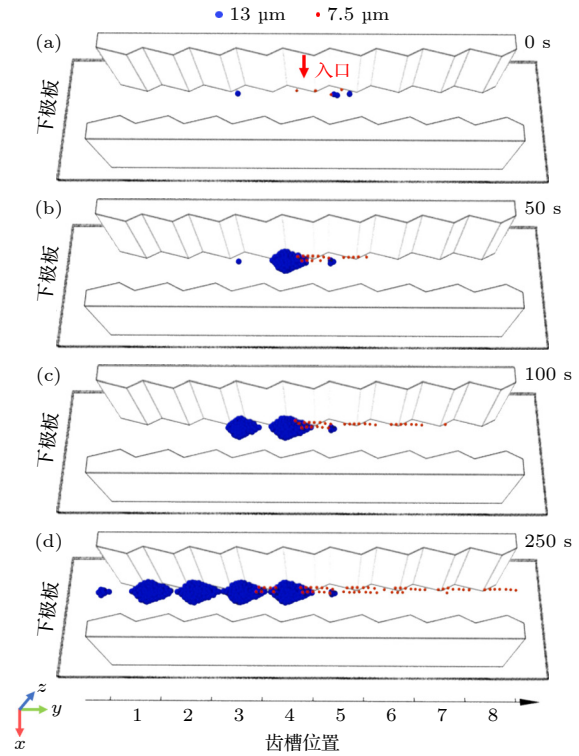 13 µm 7.5 µm
(a) 0 s
入口
下极板
(b) 50 s
下极板
(c) 100 s
下极板
(d) 250 s
下极板
z
y
x
1 2 3 4 5 6 7 8
齿槽位置